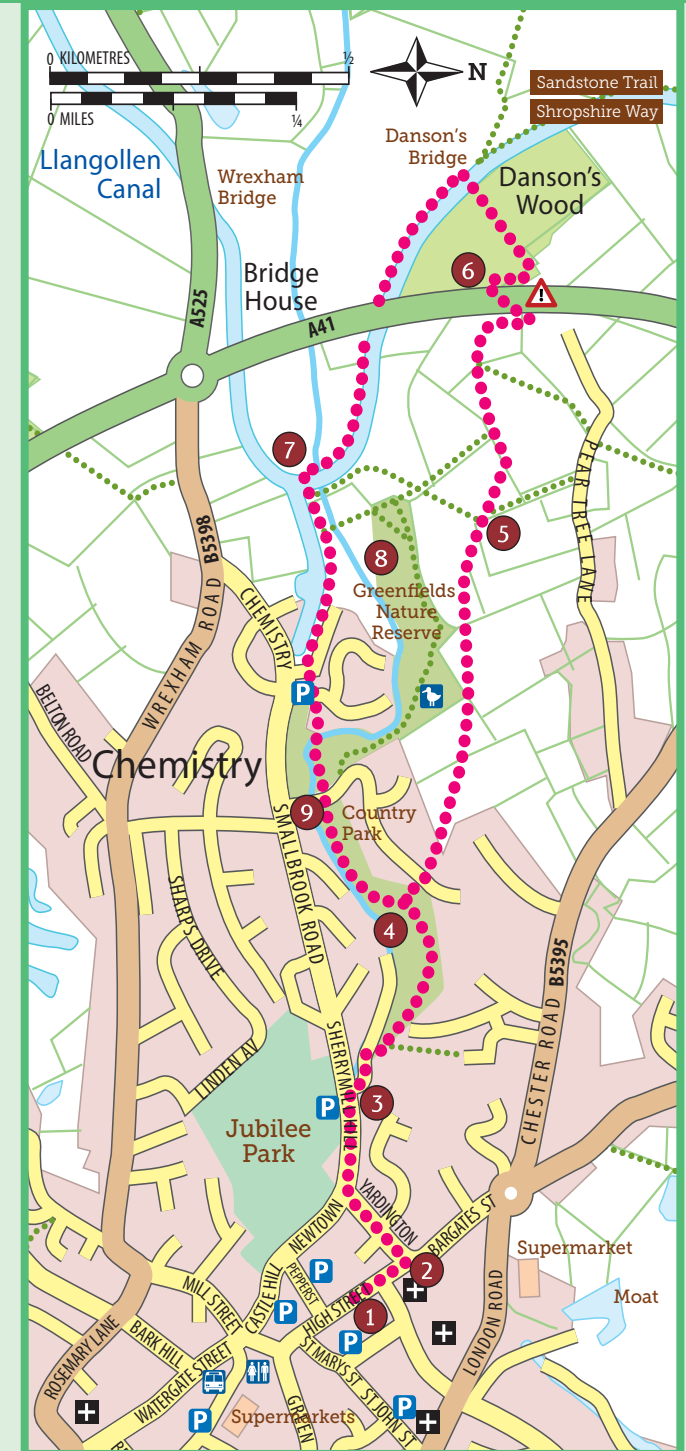 0 KILOMETRES ½
0 MILES ¼
N
Sandstone Trail
Shropshire Way
Danson's
Bridge
Danson's
Wood
Llangollen
Canal
Wrexham
Bridge
Bridge
House
A525
A41
6
!
7
PEAR TREE LANE
5
8
Greenfields
Nature
Reserve
WREXHAM ROAD B5398
CHEMISTRY
P
BELTON ROAD
Chemistry
9
Country
Park
SMALLBROOK ROAD
SHARPS DRIVE
4
CHESTER ROAD B5395
LINDEN AV
SHERRYMILL HILL
P
3
Jubilee
Park
YARDINGTON
NEWTOWN
BARGATES ST
2
Supermarket
Moat
P
PEPPER ST
CASTLE HILL
MILL STREET
P
HIGH STREET
1
P
LONDON ROAD
ROSEMARY LANE
BARK HILL
WATERGATE STREET
ST MARYS ST
ST JOHN ST
GREEN
P
P
Supermarkets